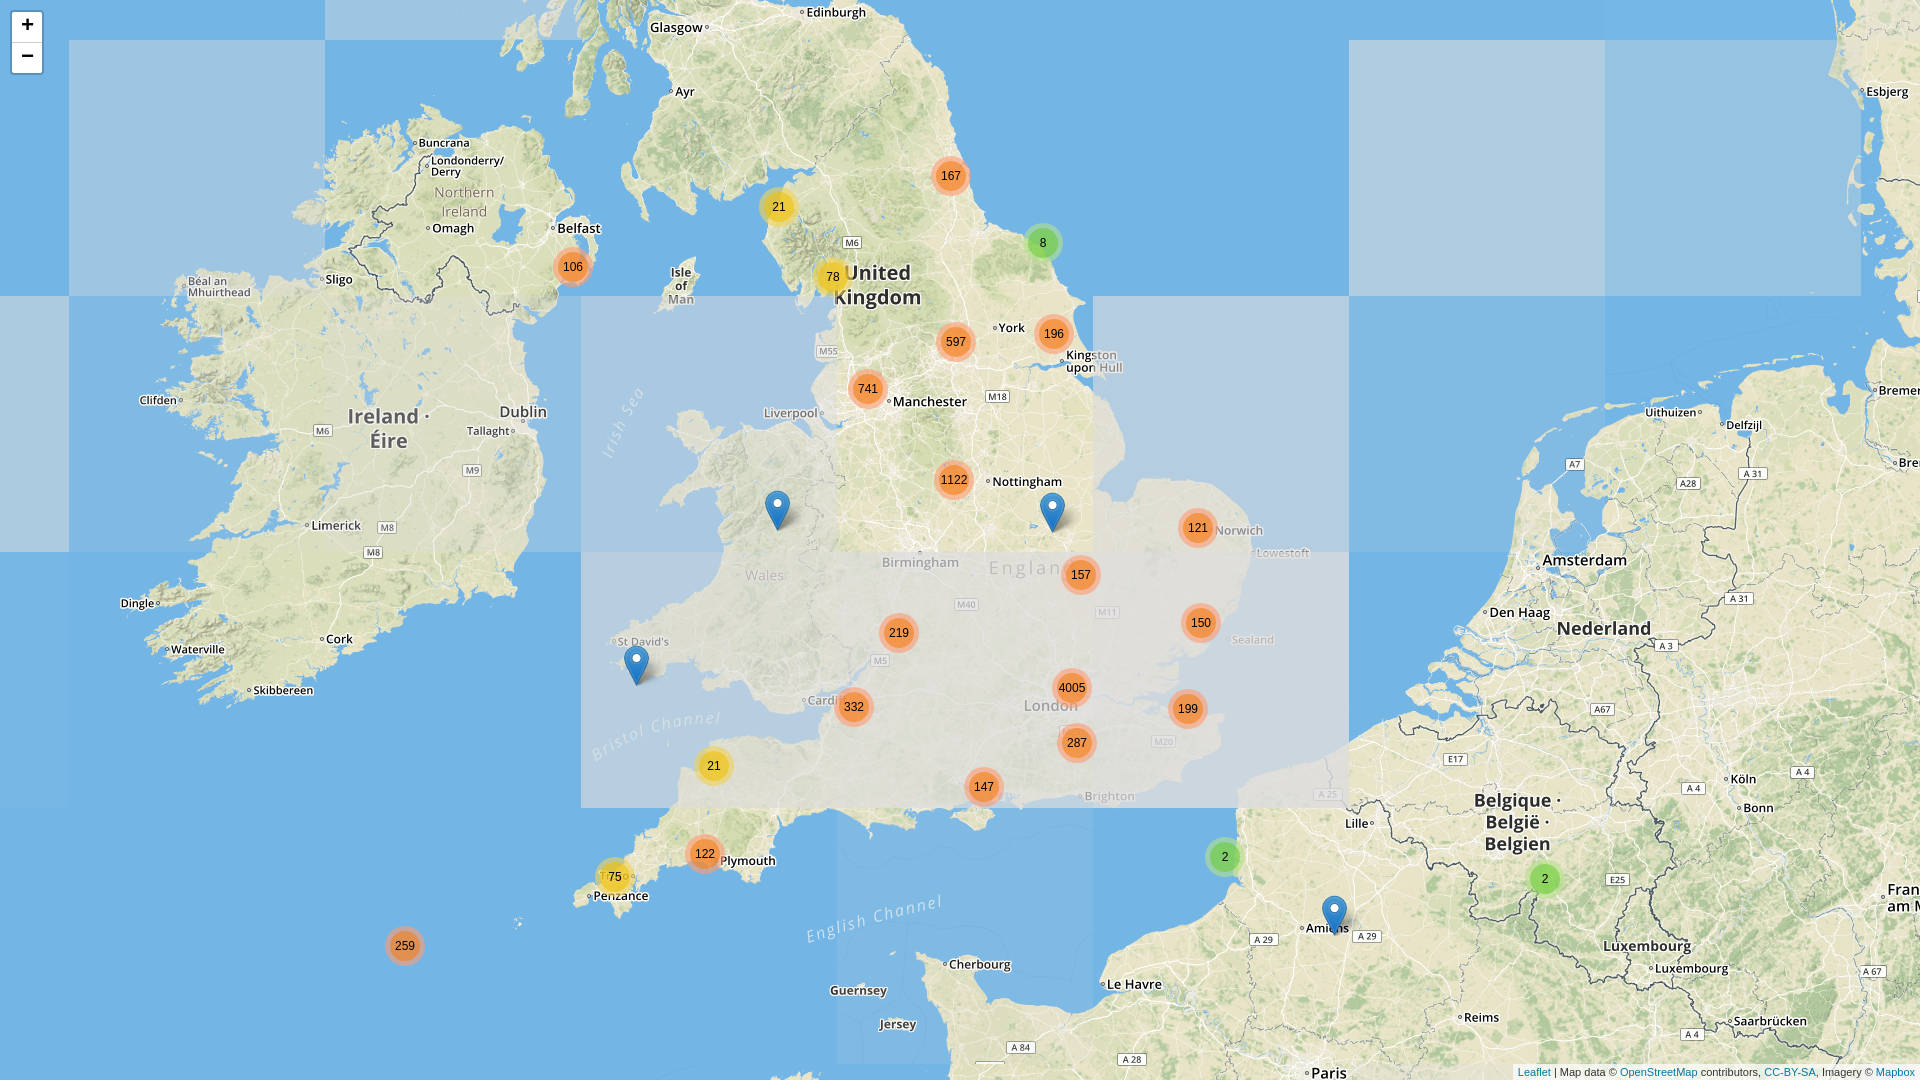 +
−
Edinburgh
Glasgow
Ayr
Esbjerg
Buncrana
Londonderry/
Derry
Northern
Ireland
Omagh
Belfast
167
21
8
M6
106
78
United
Kingdom
Isle
of
Man
Sligo
Béal an
Mhuirthead
York
196
597
Kingston
upon Hull
M55
741
Manchester
M18
Clifden
Ireland ·
Éire
Dublin
Tallaght
M6
M9
Irish Sea
Liverpool
Uithuizen
Delfzijl
Bremer
1122
Nottingham
A7
A 31
A28
Bre
Limerick
M8
M8
121
Norwich
Lowestoft
Birmingham
Englan
Wales
157
Amsterdam
Dingle
M40
M11
A 31
Den Haag
Nederland
150
219
Sealand
St David's
Cork
Waterville
A 3
M5
Skibbereen
4005
Cardif
332
London
199
A67
Bristol Channel
287
M20
E17
21
147
Brighton
A 25
A 4
A 4
Köln
Bonn
Belgique ·
België ·
Belgien
Lille
122
Plymouth
2
75
Penzance
2
E25
Fran
am M
English Channel
Amiens
A 29
A 29
259
Luxembourg
Luxembourg
A 67
Cherbourg
Le Havre
Guernsey
Jersey
Reims
Saarbrücken
A 4
A 84
A 28
Paris
Leaflet | Map data © OpenStreetMap contributors, CC-BY-SA, Imagery © Mapbox